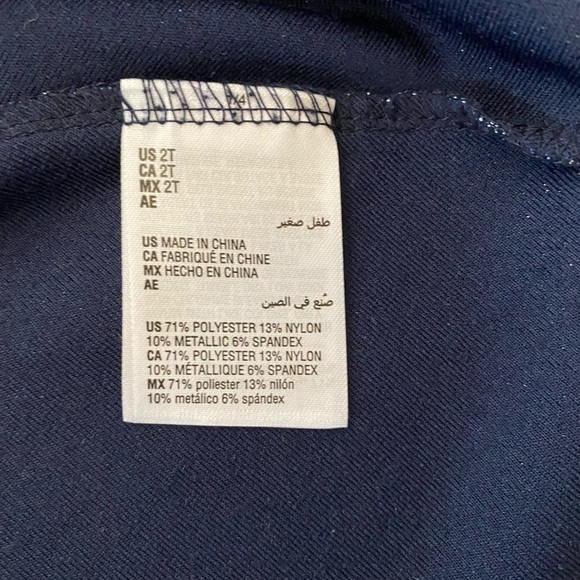 1/4
US 2T
CA 2T
MX 2T
AE
طفل صغير
US MADE IN CHINA
CA FABRIQUÉ EN CHINE
MX HECHO EN CHINA
AE
صُنع في الصين
US 71% POLYESTER 13% NYLON
10% METALLIC 6% SPANDEX
CA 71% POLYESTER 13% NYLON
10% MÉTALLIQUE 6% SPANDEX
MX 71% poliester 13% nilón
10% metálico 6% spándex